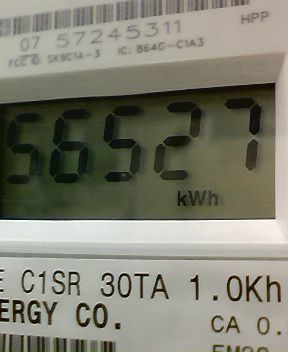 HPP
07 57245311
FCC ID SK9C1A-3 IC: 864G-C1A3
56527
kWh
E C1SR 30TA 1.0Kh
ERGY CO.
CA 0.